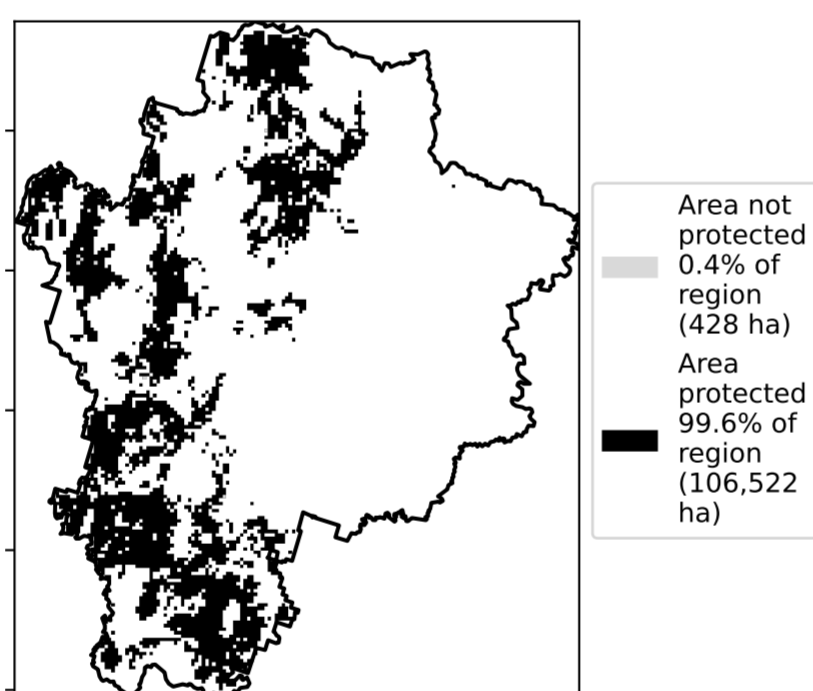 Area not
protected
0.4% of
region
(428 ha)
Area
protected
99.6% of
region
(106,522
ha)